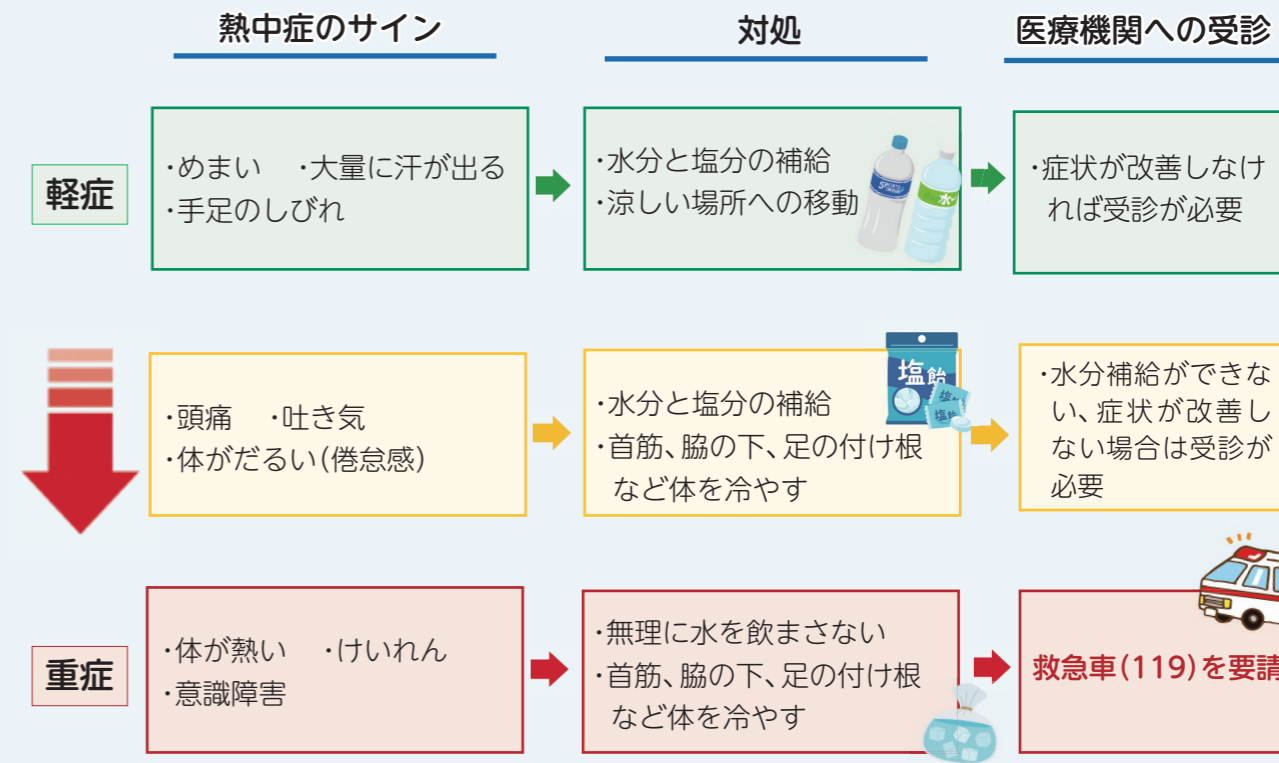 熱中症のサイン
対処
医療機関への受診
軽症
・めまい ・大量に汗が出る
・手足のしびれ
・水分と塩分の補給
・涼しい場所への移動
SPORTS DRINK
水
・症状が改善しなけ
れば受診が必要
・頭痛 ・吐き気
・体がだるい(倦怠感)
・水分と塩分の補給
・首筋、脇の下、足の付け根
など体を冷やす
塩飴
塩飴
塩飴
・水分補給ができな
い、症状が改善し
ない場合は受診が
必要
重症
・体が熱い ・けいれん
・意識障害
・無理に水を飲まさない
・首筋、脇の下、足の付け根
など体を冷やす
救急車(119)を要請